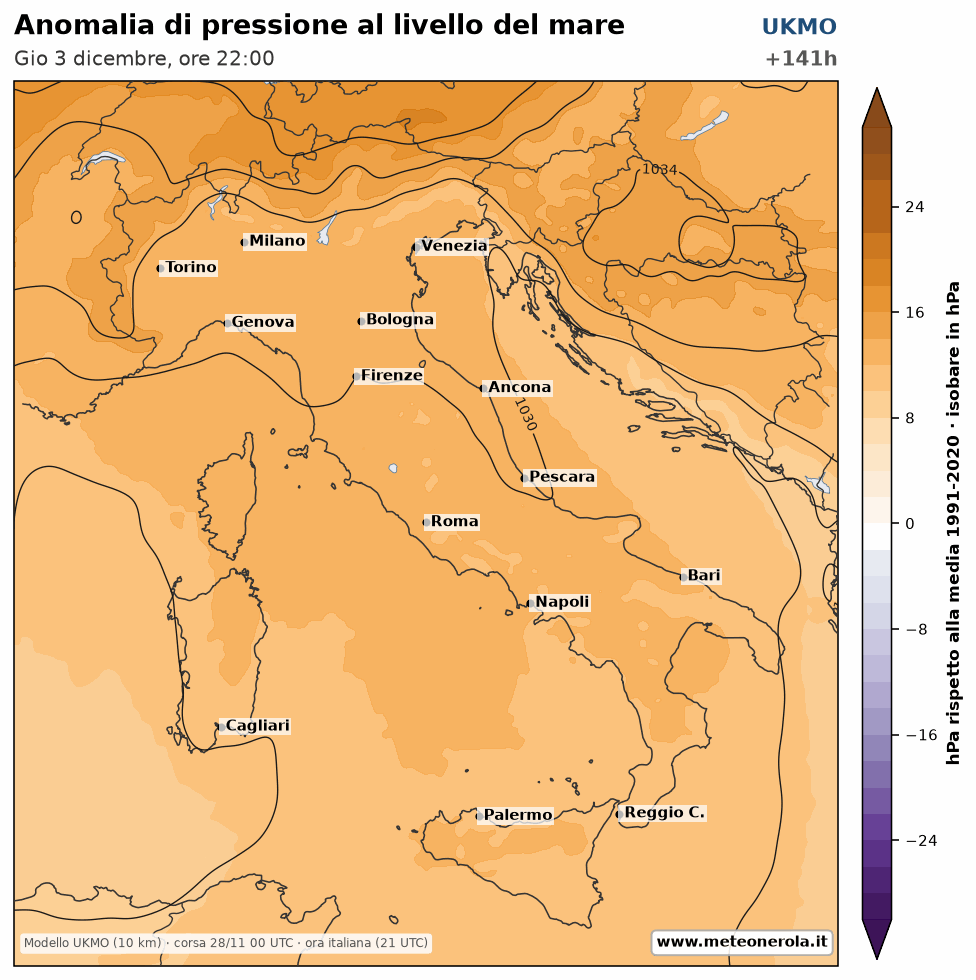 Anomalia di pressione al livello del mare
UKMO
Gio 3 dicembre, ore 22:00
+141h
1034
Milano
Venezia
Torino
Genova
Bologna
Firenze
Ancona
1030
Pescara
Roma
Bari
Napoli
Cagliari
Palermo
Reggio C.
24
16
8
0
−8
−16
−24
hPa rispetto alla media 1991-2020 · isobare in hPa
Modello UKMO (10 km) · corsa 28/11 00 UTC · ora italiana (21 UTC)
www.meteonerola.it